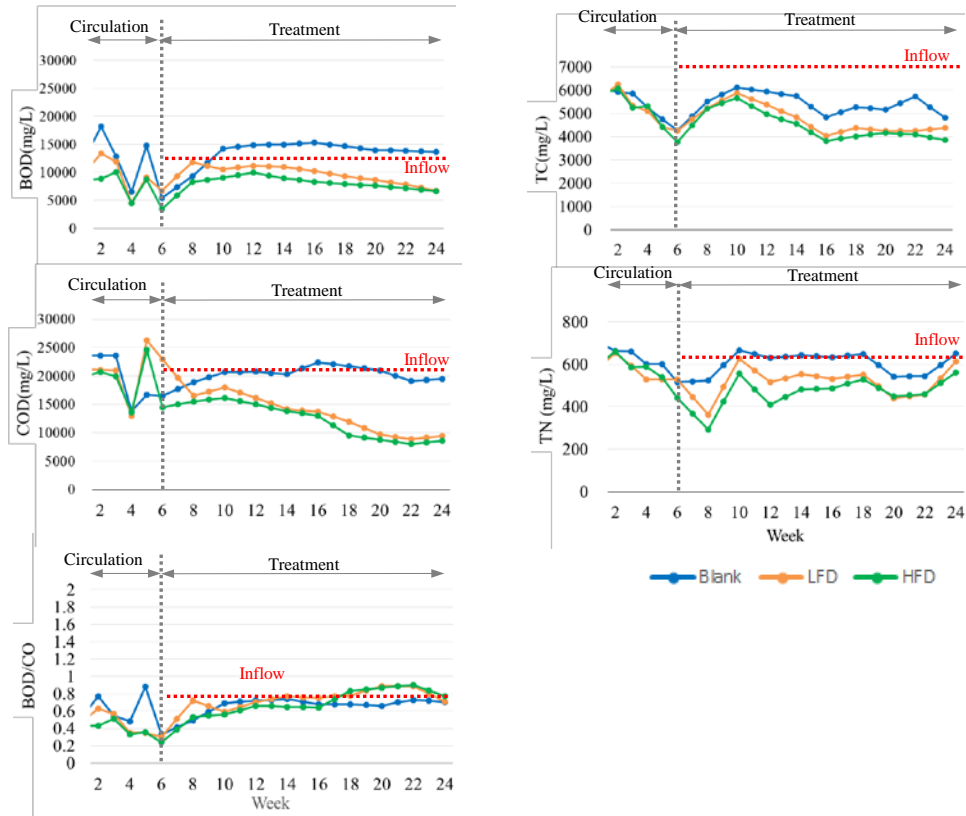 Circulation Treatment
30000
25000
20000
15000
10000
5000
0
BOD(mg/L)
Inflow
2 4 6 8 10 12 14 16 18 20 22 24
Circulation Treatment
Inflow
7000
6000
5000
4000
3000
2000
1000
0
TC(mg/L)
2 4 6 8 10 12 14 16 18 20 22 24
Circulation Treatment
30000
25000
20000
15000
10000
5000
0
COD(mg/L)
Inflow
2 4 6 8 10 12 14 16 18 20 22 24
Circulation Treatment
800
600
400
200
0
TN (mg/L)
Inflow
2 4 6 8 10 12 14 16 18 20 22 24
Week
Blank LFD HFD
Circulation Treatment
2
1.8
1.6
1.4
1.2
1
0.8
0.6
0.4
0.2
0
BOD/CO
Inflow
2 4 6 8 10 12 14 16 18 20 22 24
Week